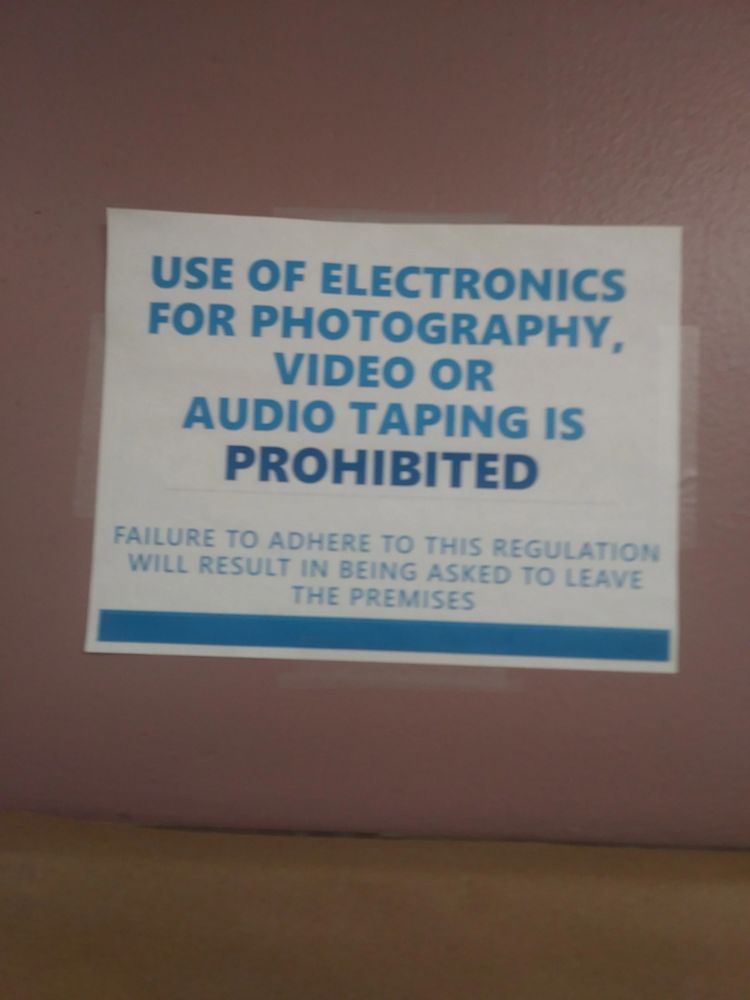 USE OF ELECTRONICS
FOR PHOTOGRAPHY,
VIDEO OR
AUDIO TAPING IS
PROHIBITED
FAILURE TO ADHERE TO THIS REGULATION
WILL RESULT IN BEING ASKED TO LEAVE
THE PREMISES